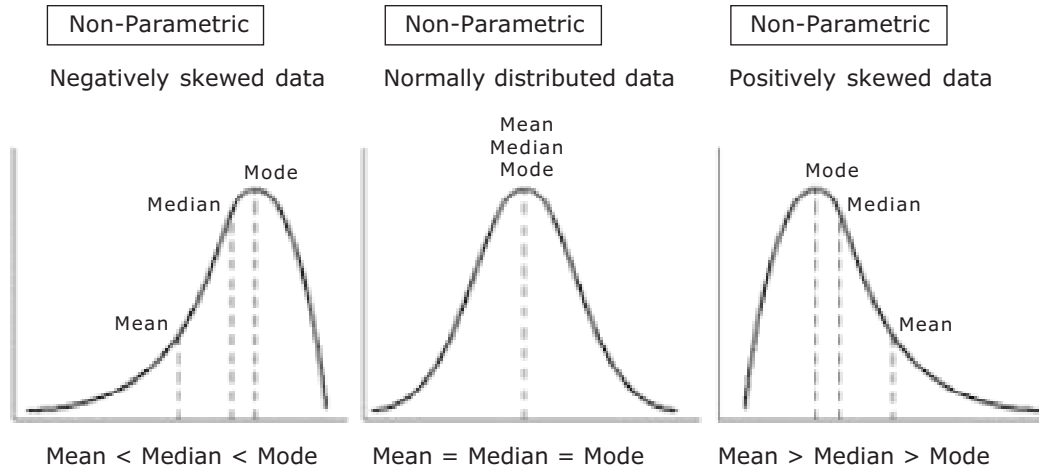 Non-Parametric
Non-Parametric
Non-Parametric
Negatively skewed data
Normally distributed data
Positively skewed data
Mode
Median
Mean
Mean
Median
Mode
Mode
Median
Mean
Mean < Median < Mode
Mean = Median = Mode
Mean > Median > Mode